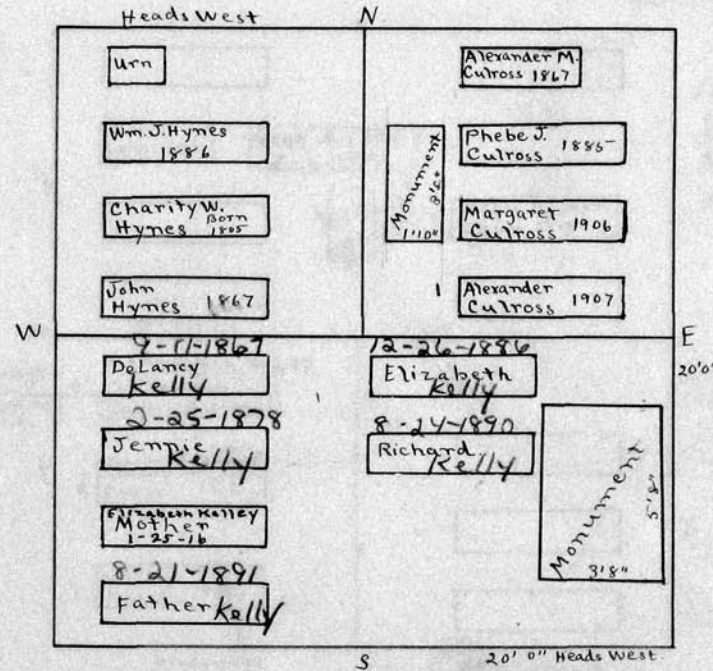 Heads West
N
Urn
Wm. J. Hynes
1886
Charity W.
Hynes Born
1805
John
Hynes 1867
Alexander M.
Culross 1867
Phebe J.
Culross 1885
Monument
1'10"
Margaret
Culross 1906
Alexander
Culross 1907
W
E
20'0"
9-11-1867
DeLancy
Kelly
2-25-1878
Jennie
Kelly
Elizabeth Kelley
Mother
1-25-16
8-21-1891
Father Kelly
12-26-1886
Elizabeth
Kelly
8-24-1890
Richard
Kelly
Monument
5'8"
3'8"
S
20' 0" Heads West